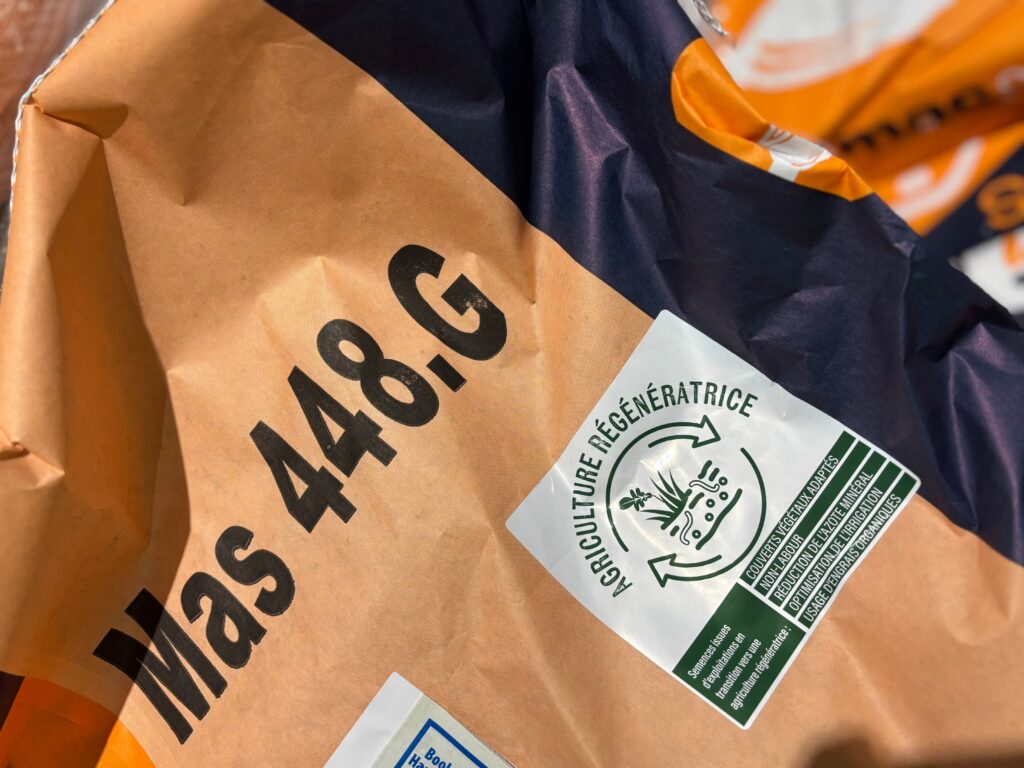 Mas 448.G
AGRICULTURE RÉGÉNÉRATRICE
COUVERTS VÉGÉTAUX ADAPTÉS
NON-LABOUR
RÉDUCTION DE L'AZOTE MINÉRAL
OPTIMISATION DE L'IRRIGATION
USAGE D'ENGRAIS ORGANIQUES
Semences issues
d'exploitations en
transition vers une
agriculture régénératrice :
mas